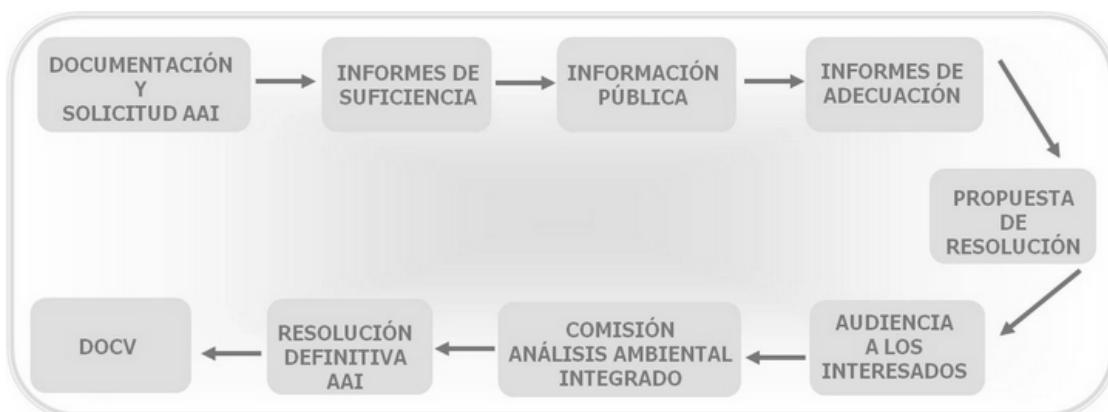 DOCUMENTACIÓN
Y
SOLICITUD AAI
INFORMES DE
SUFICIENCIA
INFORMACIÓN
PÚBLICA
INFORMES DE
ADECUACIÓN
PROPUESTA
DE
RESOLUCIÓN
AUDIENCIA
A LOS
INTERESADOS
COMISIÓN
ANÁLISIS AMBIENTAL
INTEGRADO
RESOLUCIÓN
DEFINITIVA
AAI
DOCV